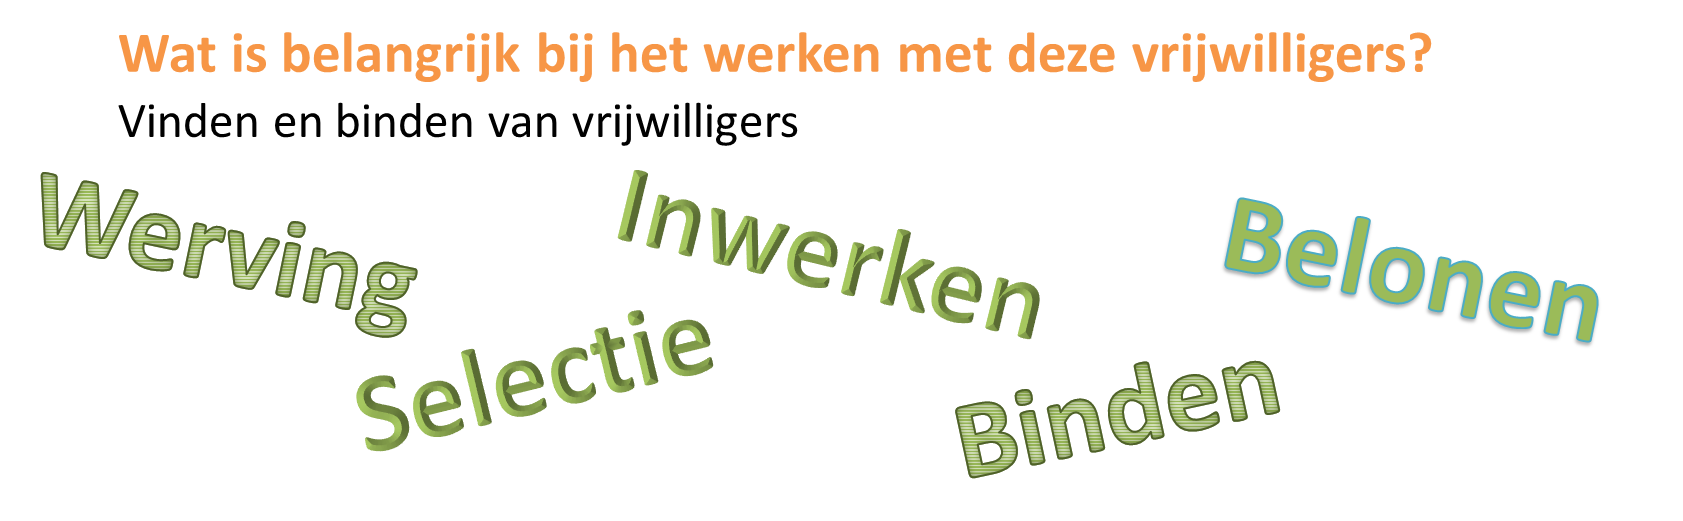 Wat is belangrijk bij het werken met deze vrijwilligers?
Vinden en binden van vrijwilligers
Werving
Selectie
Inwerken
Binden
Belonen